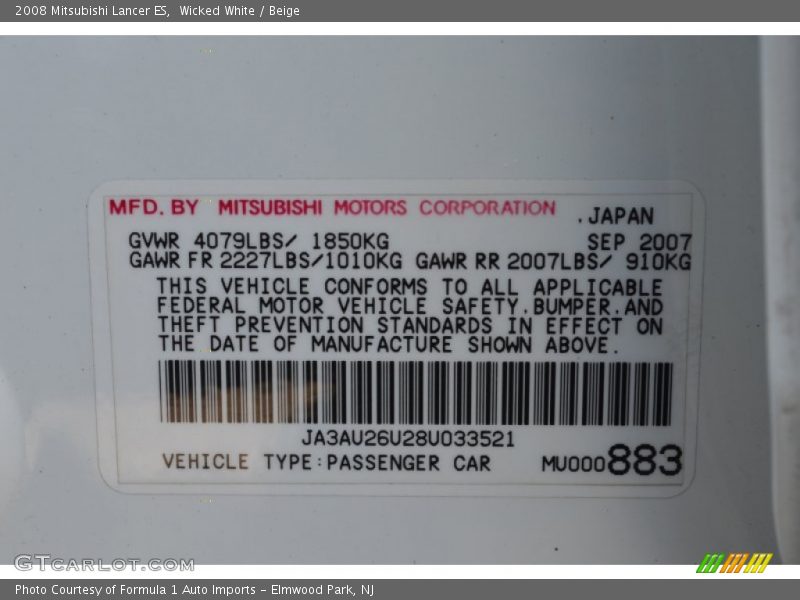 2008 Mitsubishi Lancer ES,  Wicked White / Beige
MFD. BY  MITSUBISHI MOTORS CORPORATION
.JAPAN
GVWR 4079LBS/ 1850KG SEP 2007
GAWR FR 2227LBS/1010KG GAWR RR 2007LBS/ 910KG
THIS VEHICLE CONFORMS TO ALL APPLICABLE
FEDERAL MOTOR VEHICLE SAFETY,BUMPER,AND
THEFT PREVENTION STANDARDS IN EFFECT ON
THE DATE OF MANUFACTURE SHOWN ABOVE.
JA3AU26U28U033521
VEHICLE TYPE:PASSENGER CAR MU000883
GTCARLOT.COM
Photo Courtesy of Formula 1 Auto Imports – Elmwood Park, NJ